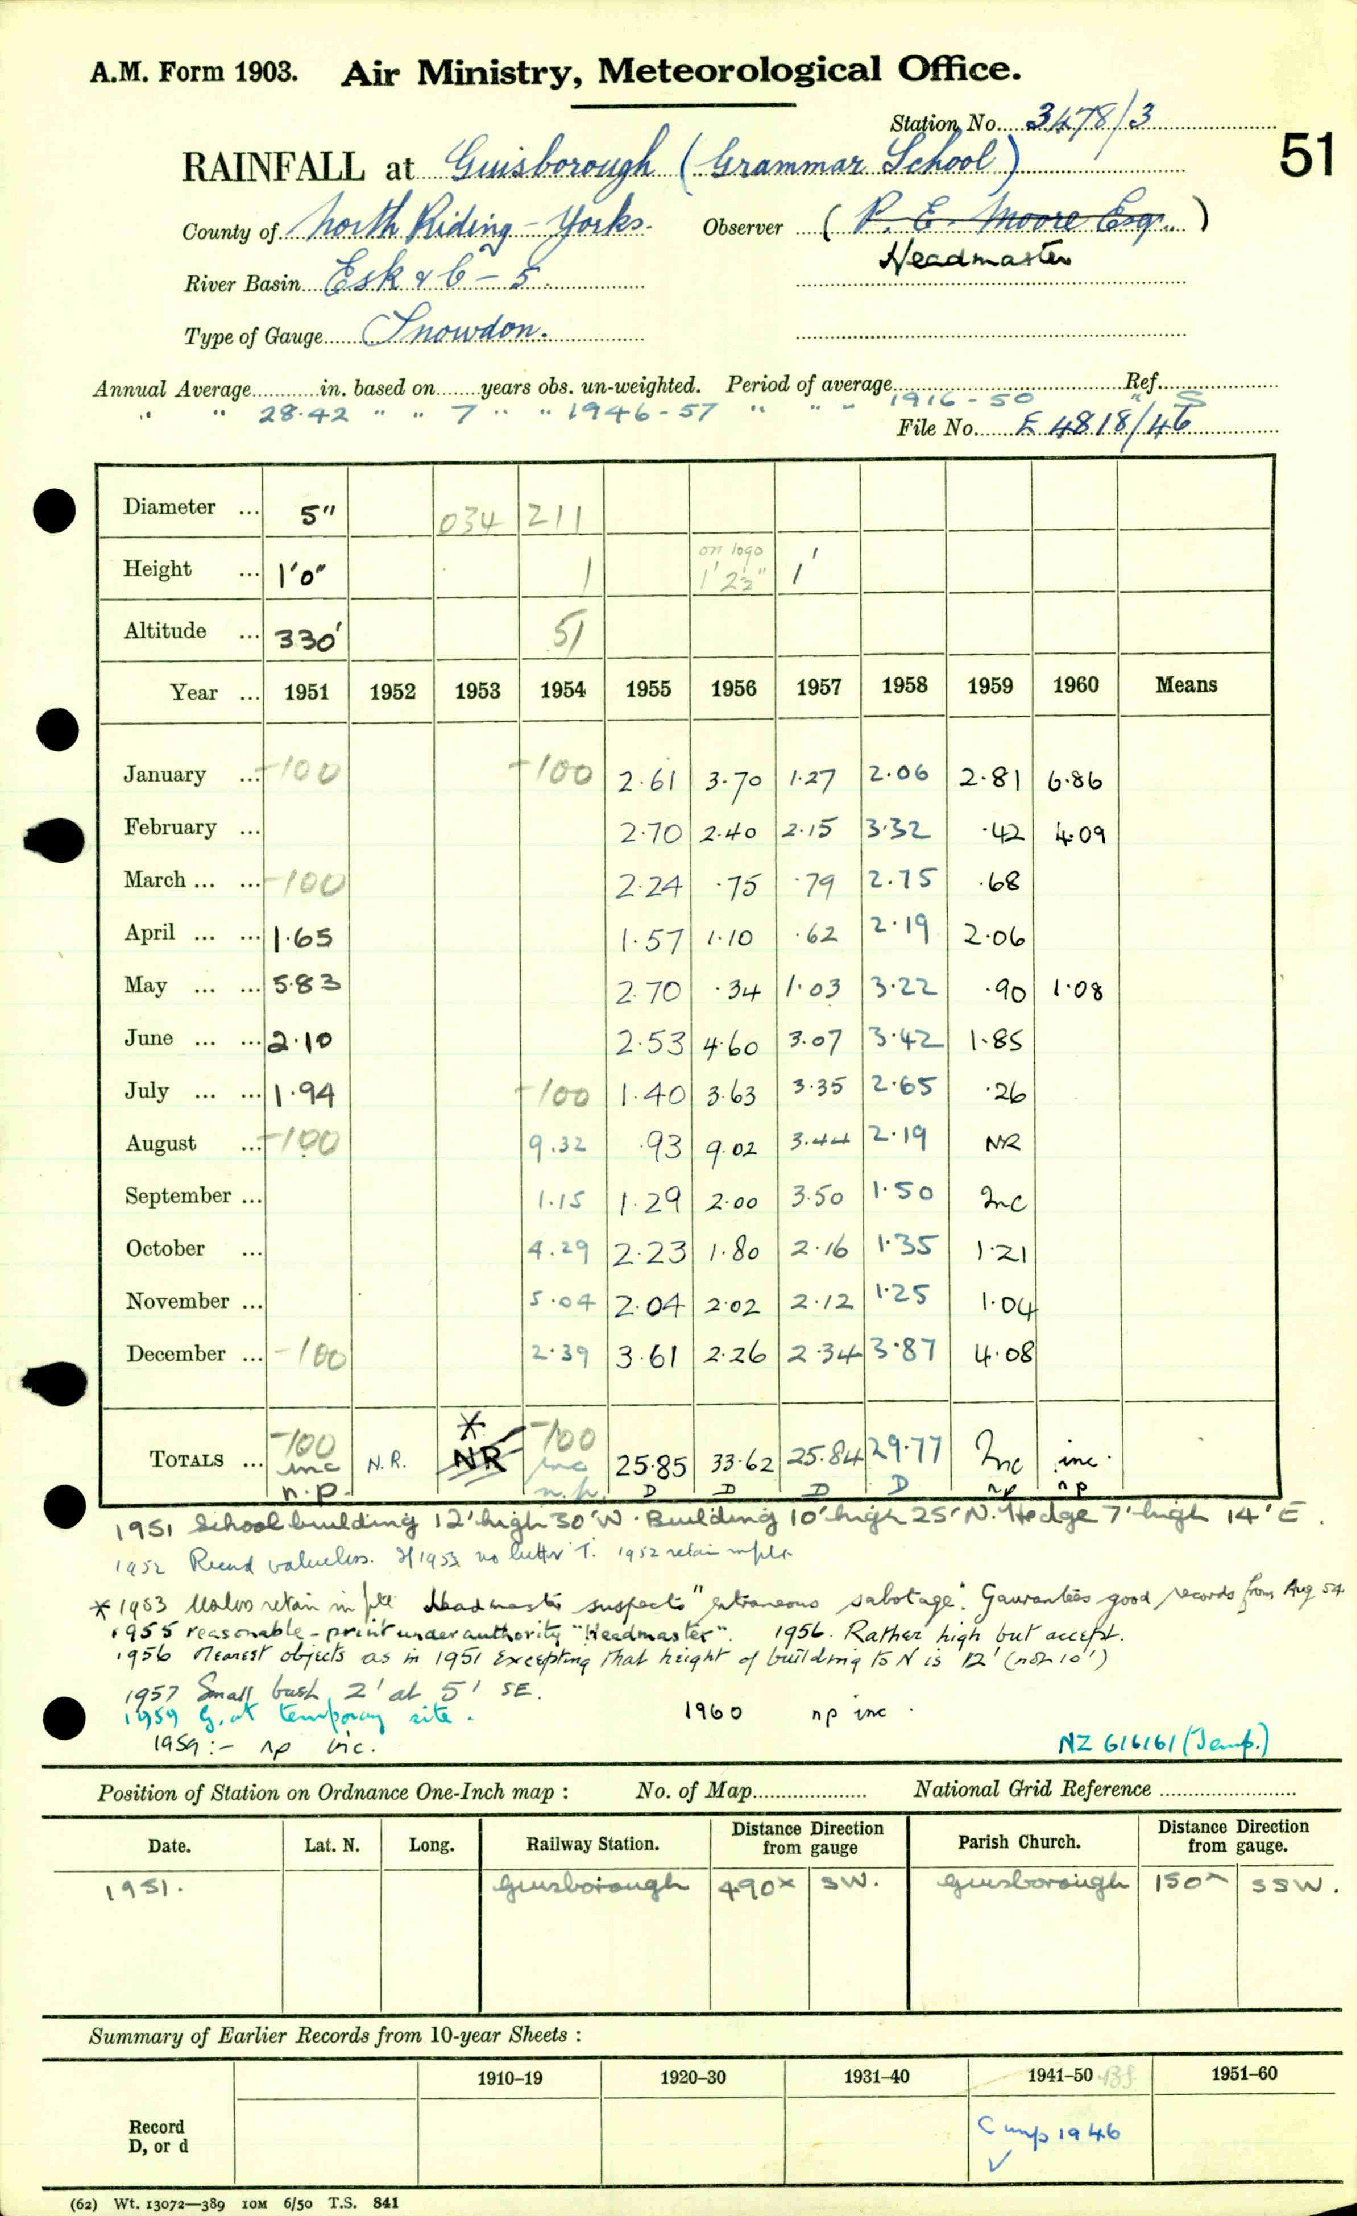 A.M. Form 1903. Air Ministry, Meteorological Office.
Station No. 3478/3
51
RAINFALL at Guisborough (Grammar School)
County of North Riding - Yorks. Observer (P. E. Moore Esq.)
Headmaster
River Basin Esk & C - 5
Type of Gauge Snowdon.
Annual Average in. based on years obs. un-weighted. Period of average Ref.
" " 28.42 " " 7 " " 1946-57 " " " 1916-50 " S
File No. E 4818/46
Diameter ... 5" 034 211
Height ... 1'0" 1 on logo 1' 2½" 1'
Altitude ... 330' 51
Year ... 1951 1952 1953 1954 1955 1956 1957 1958 1959 1960 Means
January ... -100 -100 2.61 3.70 1.27 2.06 2.81 6.86
February ... 2.70 2.40 2.15 3.32 .42 4.09
March ... ... -100 2.24 .75 .79 2.75 .68
April ... ... 1.65 1.57 1.10 .62 2.19 2.06
May ... ... 5.83 2.70 .34 1.03 3.22 .90 1.08
June ... ... 2.10 2.53 4.60 3.07 3.42 1.85
July ... ... 1.94 -100 1.40 3.63 3.35 2.65 .26
August ... -100 9.32 .93 9.02 3.44 2.19 NR
September ... 1.15 1.29 2.00 3.50 1.50 Inc
October ... 4.29 2.23 1.80 2.16 1.35 1.21
November ... 5.04 2.04 2.02 2.12 1.25 1.04
December ... -100 2.39 3.61 2.26 2.34 3.87 4.08
* -100 -100
TOTALS ... inc N.R. NR inc 25.85 33.62 25.84 29.77 Inc inc.
n.p. n.p. D D D D np np
1951 School building 12' high 30' W. Building 10' high 25' N. Hedge 7' high 14' E.
1952 Record valueless. If 1953 no better T. 1952 retain
* 1953 retain in Headmaster suspects "extraneous sabotage". Gaurantees good records from Aug 54
1955 reasonable - print under authority "Headmaster". 1956. Rather high but accept.
1956 Nearest objects as in 1951 excepting that height of building to N is 12' (not 10')
1957 Small bush 2' at 5' SE.
1959 G. at temporary site. 1960 np inc.
1959 :- np inc. NZ 616161 (Temp.)
Position of Station on Ordnance One-Inch map : No. of Map National Grid Reference
Date. Lat. N. Long. Railway Station. Distance from gauge Direction Parish Church. Distance from gauge. Direction
1951. Guisborough 490x SW. Guisborough 150x SSW.
Summary of Earlier Records from 10-year Sheets :
1910-19 1920-30 1931-40 1941-50 1951-60
Record
D, or d
Comp 1946
✓
(62) Wt. 13072—389 10M 6/50 T.S. 841